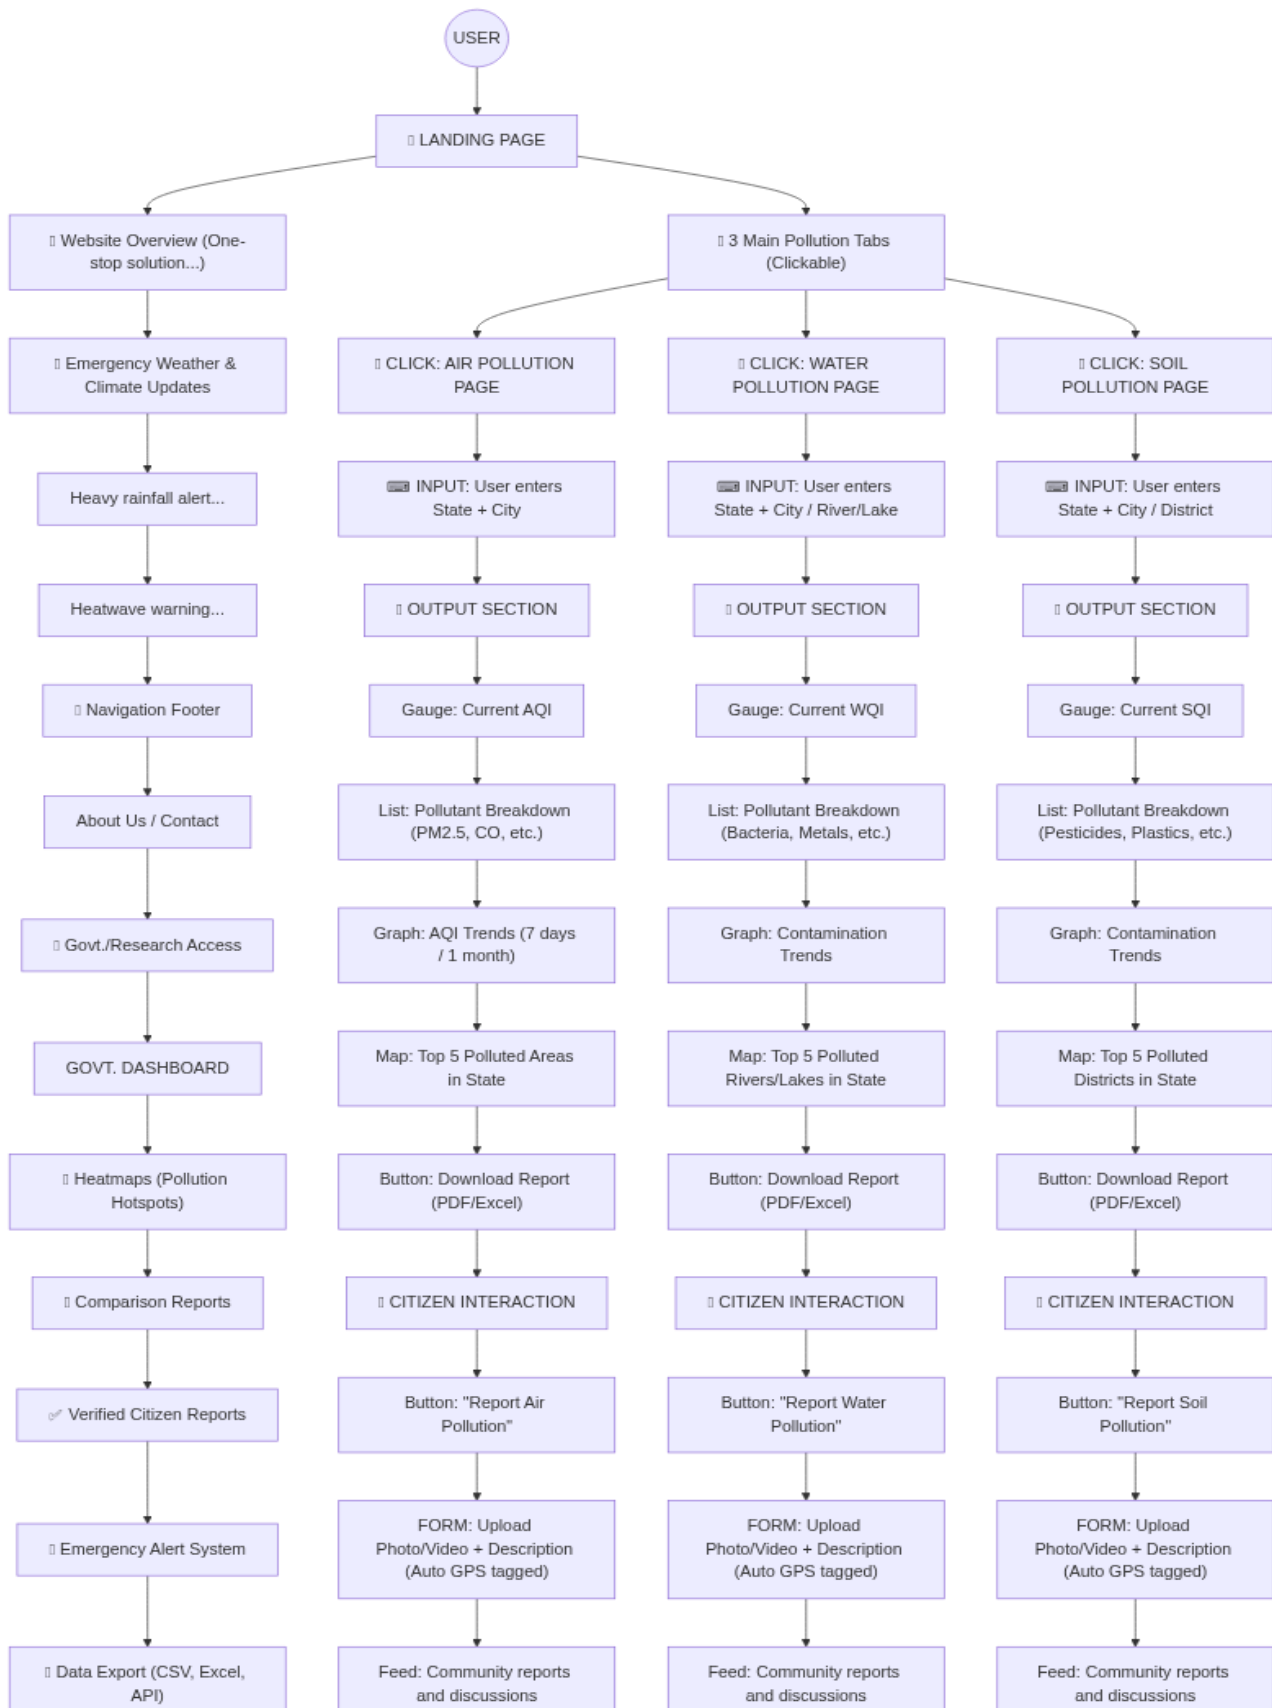 USER
LANDING PAGE
Website Overview (One-
stop solution...)
3 Main Pollution Tabs
(Clickable)
Emergency Weather &
Climate Updates
CLICK: AIR POLLUTION
PAGE
CLICK: WATER
POLLUTION PAGE
CLICK: SOIL
POLLUTION PAGE
Heavy rainfall alert...
⌨ INPUT: User enters
State + City
⌨ INPUT: User enters
State + City / River/Lake
⌨ INPUT: User enters
State + City / District
Heatwave warning...
OUTPUT SECTION
OUTPUT SECTION
OUTPUT SECTION
Navigation Footer
Gauge: Current AQI
Gauge: Current WQI
Gauge: Current SQI
About Us / Contact
List: Pollutant Breakdown
(PM2.5, CO, etc.)
List: Pollutant Breakdown
(Bacteria, Metals, etc.)
List: Pollutant Breakdown
(Pesticides, Plastics, etc.)
Govt./Research Access
Graph: AQI Trends (7 days
/ 1 month)
Graph: Contamination
Trends
Graph: Contamination
Trends
GOVT. DASHBOARD
Map: Top 5 Polluted Areas
in State
Map: Top 5 Polluted
Rivers/Lakes in State
Map: Top 5 Polluted
Districts in State
Heatmaps (Pollution
Hotspots)
Button: Download Report
(PDF/Excel)
Button: Download Report
(PDF/Excel)
Button: Download Report
(PDF/Excel)
Comparison Reports
CITIZEN INTERACTION
CITIZEN INTERACTION
CITIZEN INTERACTION
✅ Verified Citizen Reports
Button: "Report Air
Pollution"
Button: "Report Water
Pollution"
Button: "Report Soil
Pollution"
Emergency Alert System
FORM: Upload
Photo/Video + Description
(Auto GPS tagged)
FORM: Upload
Photo/Video + Description
(Auto GPS tagged)
FORM: Upload
Photo/Video + Description
(Auto GPS tagged)
Data Export (CSV, Excel,
API)
Feed: Community reports
and discussions
Feed: Community reports
and discussions
Feed: Community reports
and discussions